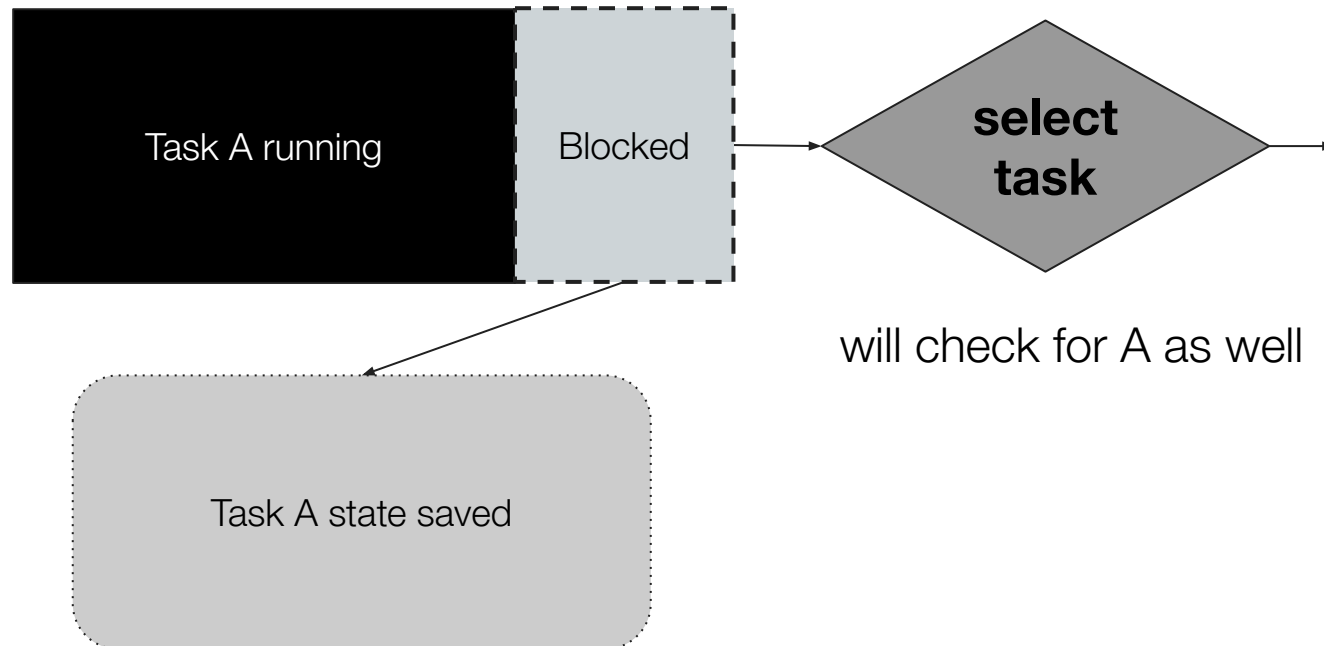 Task A running
Blocked
select
task
will check for A as well
Task A state saved